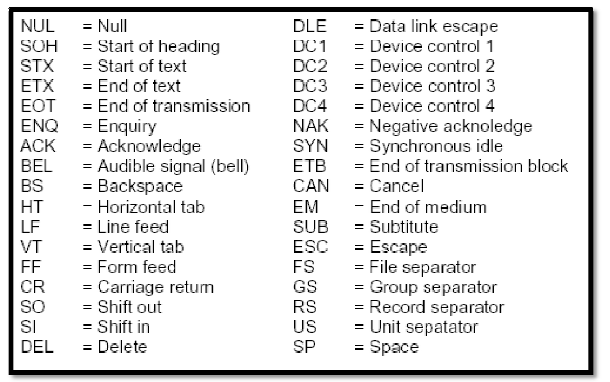 NUL = Null
SOH = Start of heading
STX = Start of text
ETX = End of text
EOT = End of transmission
ENQ = Enquiry
ACK = Acknowledge
BEL = Audible signal (bell)
BS = Backspace
HT = Horizontal tab
LF = Line feed
VT = Vertical tab
FF = Form feed
CR = Carriage return
SO = Shift out
SI = Shift in
DEL = Delete
DLE = Data link escape
DC1 = Device control 1
DC2 = Device control 2
DC3 = Device control 3
DC4 = Device control 4
NAK = Negative acknoledge
SYN = Synchronous idle
ETB = End of transmission block
CAN = Cancel
EM = End of medium
SUB = Subtitute
ESC = Escape
FS = File separator
GS = Group separator
RS = Record separator
US = Unit sepatator
SP = Space